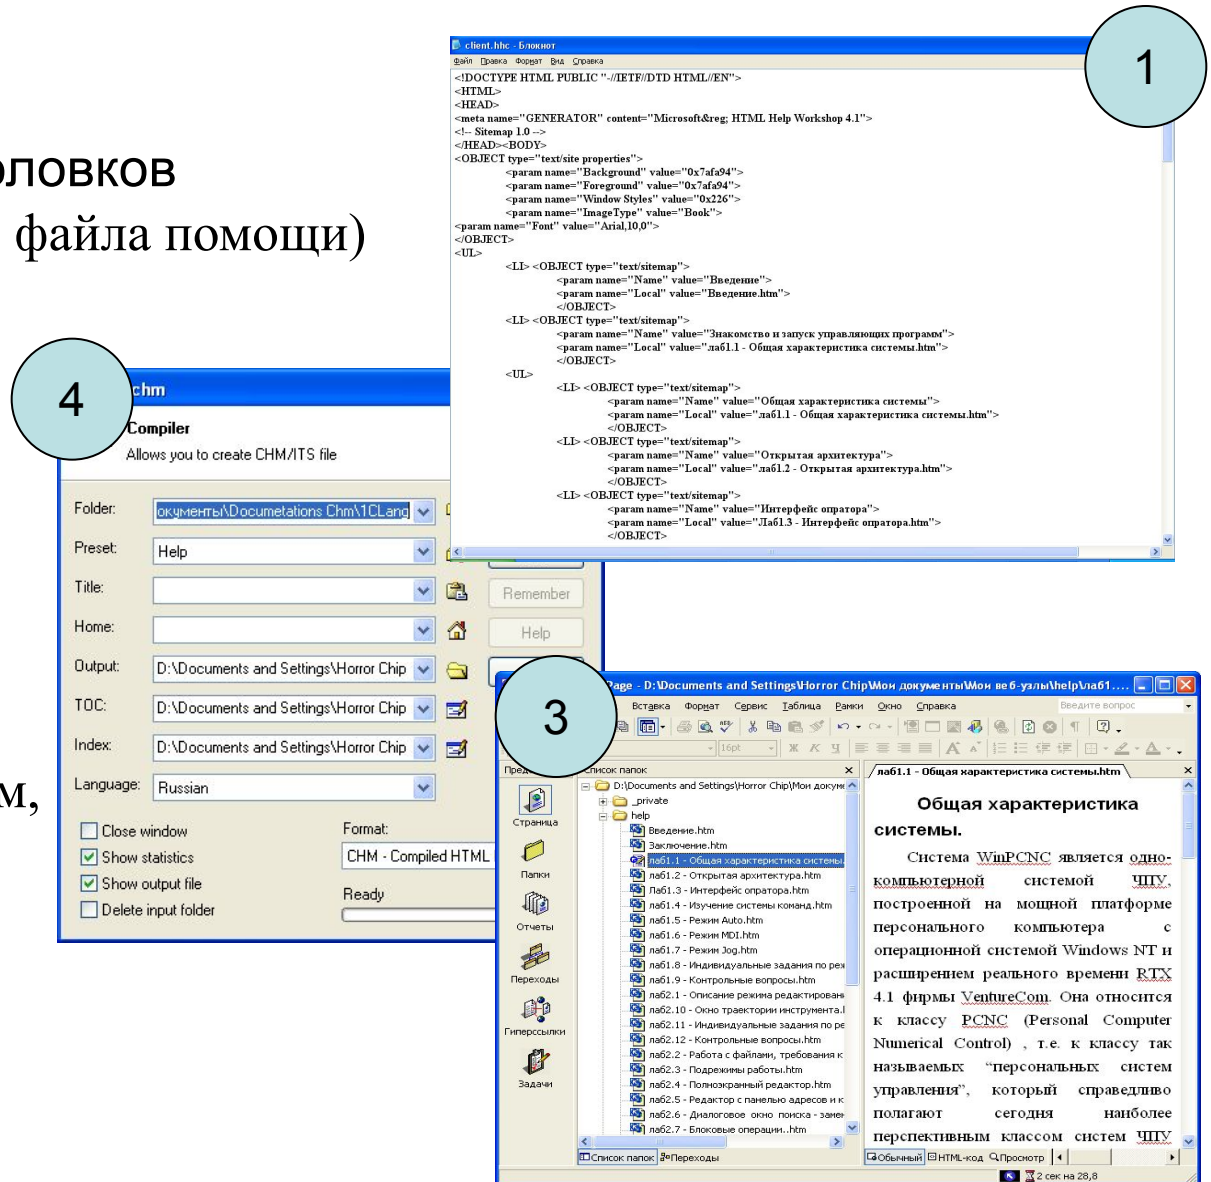 оловков
файла помощи)
м,
1
client.hhc - Блокнот
Файл Правка Формат Вид Справка
<!DOCTYPE HTML PUBLIC "-//IETF//DTD HTML//EN">
<HTML>
<HEAD>
<meta name="GENERATOR" content="Microsoft&reg; HTML Help Workshop 4.1">
<!-- Sitemap 1.0 -->
</HEAD><BODY>
<OBJECT type="text/site properties">
<param name="Background" value="0x7afa94">
<param name="Foreground" value="0x7afa94">
<param name="Window Styles" value="0x226">
<param name="ImageType" value="Book">
<param name="Font" value="Arial,10,0">
</OBJECT>
<UL>
<LI> <OBJECT type="text/sitemap">
<param name="Name" value="Введение">
<param name="Local" value="Введение.htm">
</OBJECT>
<LI> <OBJECT type="text/sitemap">
<param name="Name" value="Знакомство и запуск управляющих программ">
<param name="Local" value="лаб1.1 - Общая характеристика системы.htm">
</OBJECT>
<UL>
<LI> <OBJECT type="text/sitemap">
<param name="Name" value="Общая характеристика системы">
<param name="Local" value="лаб1.1 - Общая характеристика системы.htm">
</OBJECT>
<LI> <OBJECT type="text/sitemap">
<param name="Name" value="Открытая архитектура">
<param name="Local" value="лаб1.2 - Открытая архитектура.htm">
</OBJECT>
<LI> <OBJECT type="text/sitemap">
<param name="Name" value="Интерфейс опратора">
<param name="Local" value="Лаб1.3 - Интерфейс опратора.htm">
</OBJECT>
4
chm
Compiler
Allows you to create CHM/ITS file
Folder: окументы\Documetations Chm\1CLang
Preset: Help
Title:
Remember
Home:
Help
Output: D:\Documents and Settings\Horror Chip
TOC: D:\Documents and Settings\Horror Chip
Index: D:\Documents and Settings\Horror Chip
Language: Russian
Close window
Show statistics
Show output file
Delete input folder
Format:
CHM - Compiled HTML
Ready
3
Page - D:\Documents and Settings\Horror Chip\Мои документы\Мои веб-узлы\help\лаб1....
Вставка Формат Сервис Таблица Рамки Окно Справка
Введите вопрос
16pt Ж К Ч
Список папок
Страница
Папки
Отчеты
Переходы
Гиперссылки
Задачи
D:\Documents and Settings\Horror Chip\Мои докуме
_private
help
Введение.htm
Заключение.htm
лаб1.1 - Общая характеристика системы.
лаб1.2 - Открытая архитектура.htm
Лаб1.3 - Интерфейс опратора.htm
лаб1.4 - Изучение системы команд.htm
лаб1.5 - Режим Auto.htm
лаб1.6 - Режим MDI.htm
лаб1.7 - Режим Jog.htm
лаб1.8 - Индивидуальные задания по реж
лаб1.9 - Контрольные вопросы.htm
лаб2.1 - Описание режима редактирован
лаб2.10 - Окно траектории инструмента.
лаб2.11 - Индивидуальные задания по ре
лаб2.12 - Контрольные вопросы.htm
лаб2.2 - Работа с файлами, требования к
лаб2.3 - Подрежимы работы.htm
лаб2.4 - Полноэкранный редактор.htm
лаб2.5 - Редактор с панелью адресов и к
лаб2.6 - Диалоговое окно поиска - замен
лаб2.7 - Блоковые операции..htm
Список папок Переходы
лаб1.1 - Общая характеристика системы.htm
Общая характеристика
системы.
Система WinPCNC является одно-
компьютерной системой ЧПУ,
построенной на мощной платформе
персонального компьютера с
операционной системой Windows NT и
расширением реального времени RTX
4.1 фирмы VentureCom. Она относится
к классу PCNC (Personal Computer
Numerical Control) , т.е. к классу так
называемых “персональных систем
управления”, который справедливо
полагают сегодня наиболее
перспективным классом систем ЧПУ
Обычный HTML-код Просмотр
2 сек на 28,8